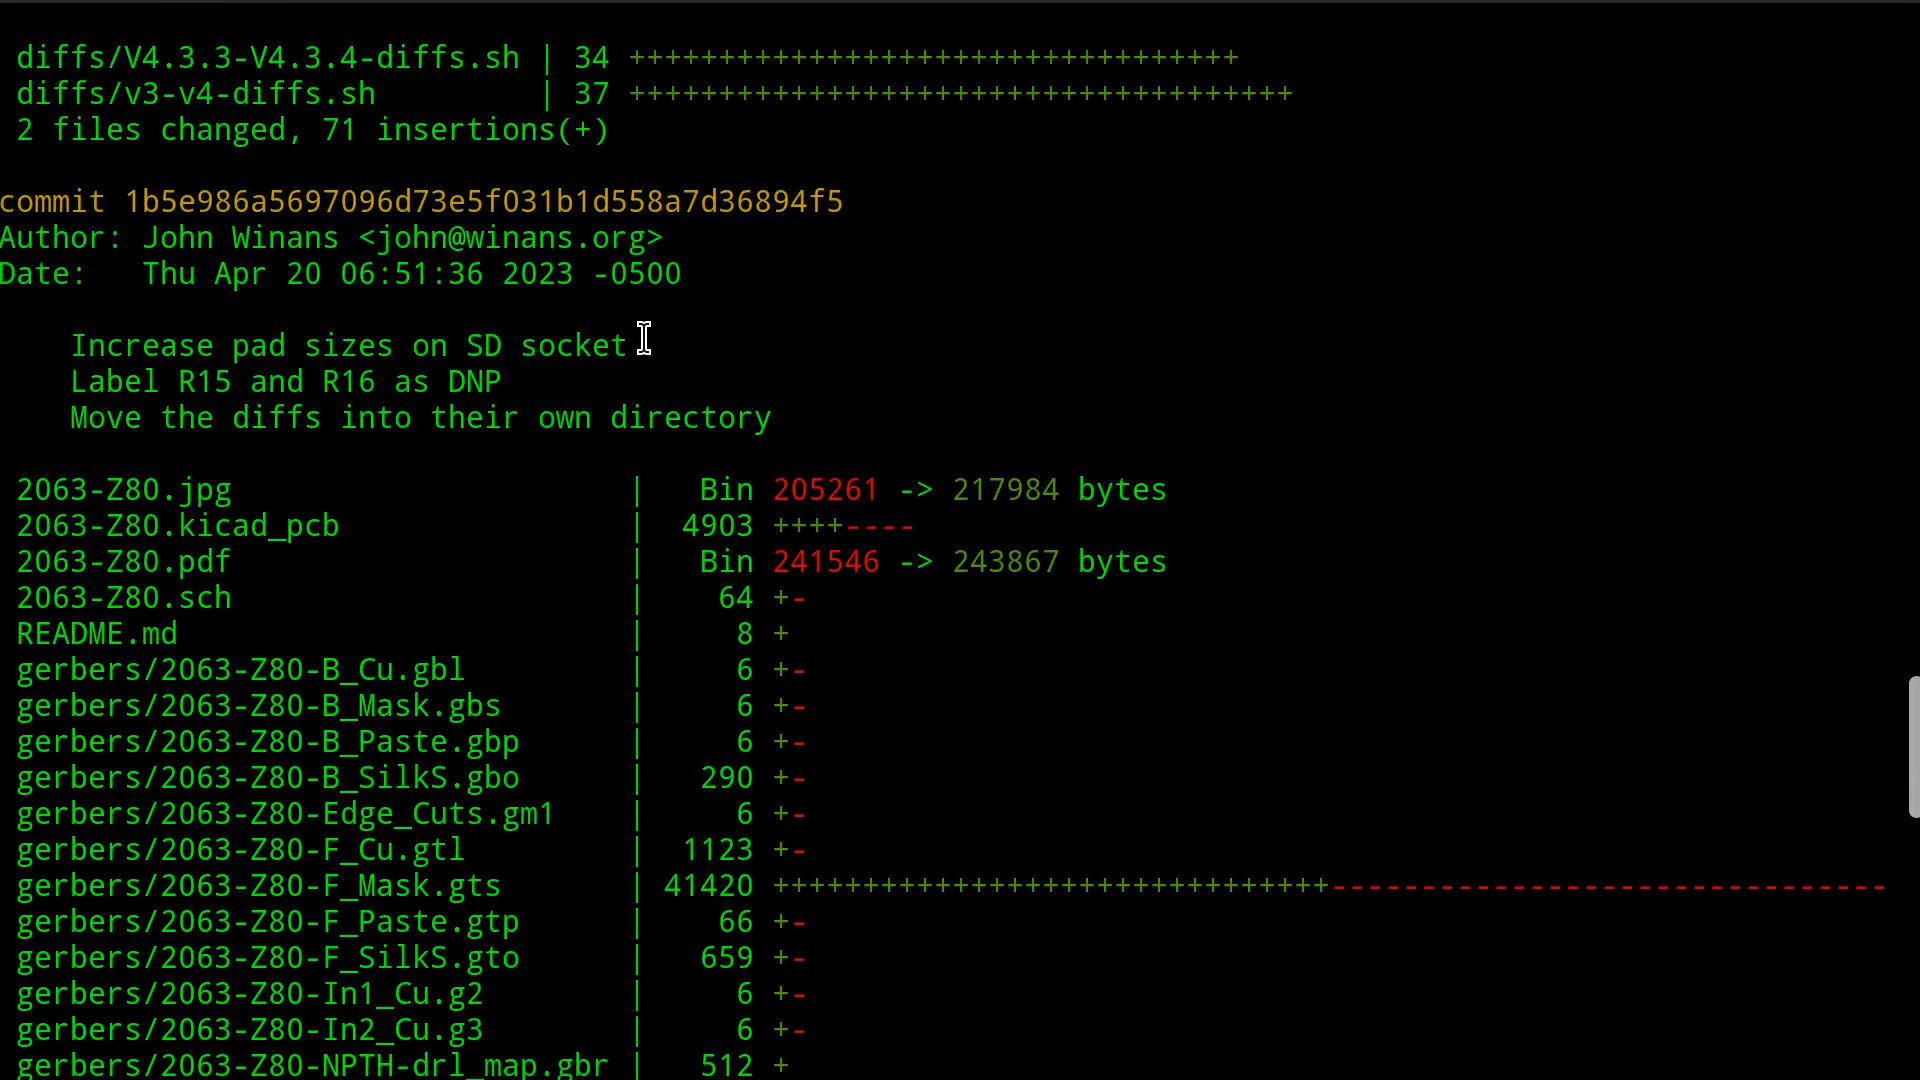 diffs/V4.3.3-V4.3.4-diffs.sh | 34 ++++++++++++++++++++++++++++++++++
diffs/v3-v4-diffs.sh         | 37 +++++++++++++++++++++++++++++++++++++
2 files changed, 71 insertions(+)
commit 1b5e986a5697096d73e5f031b1d558a7d36894f5
Author: John Winans <john@winans.org>
Date:   Thu Apr 20 06:51:36 2023 -0500
Increase pad sizes on SD socket
Label R15 and R16 as DNP
Move the diffs into their own directory
2063-Z80.jpg                      |   Bin 205261 -> 217984 bytes
2063-Z80.kicad_pcb                |  4903 ++++----
2063-Z80.pdf                      |   Bin 241546 -> 243867 bytes
2063-Z80.sch                      |    64 +-
README.md                         |     8 +
gerbers/2063-Z80-B_Cu.gbl         |     6 +-
gerbers/2063-Z80-B_Mask.gbs       |     6 +-
gerbers/2063-Z80-B_Paste.gbp      |     6 +-
gerbers/2063-Z80-B_SilkS.gbo      |   290 +-
gerbers/2063-Z80-Edge_Cuts.gm1    |     6 +-
gerbers/2063-Z80-F_Cu.gtl         |  1123 +-
gerbers/2063-Z80-F_Mask.gts       | 41420 +++++++++++++++++++++++++++++++-------------------------------
gerbers/2063-Z80-F_Paste.gtp      |    66 +-
gerbers/2063-Z80-F_SilkS.gto      |   659 +-
gerbers/2063-Z80-In1_Cu.g2        |     6 +-
gerbers/2063-Z80-In2_Cu.g3        |     6 +-
gerbers/2063-Z80-NPTH-drl_map.gbr |   512 +